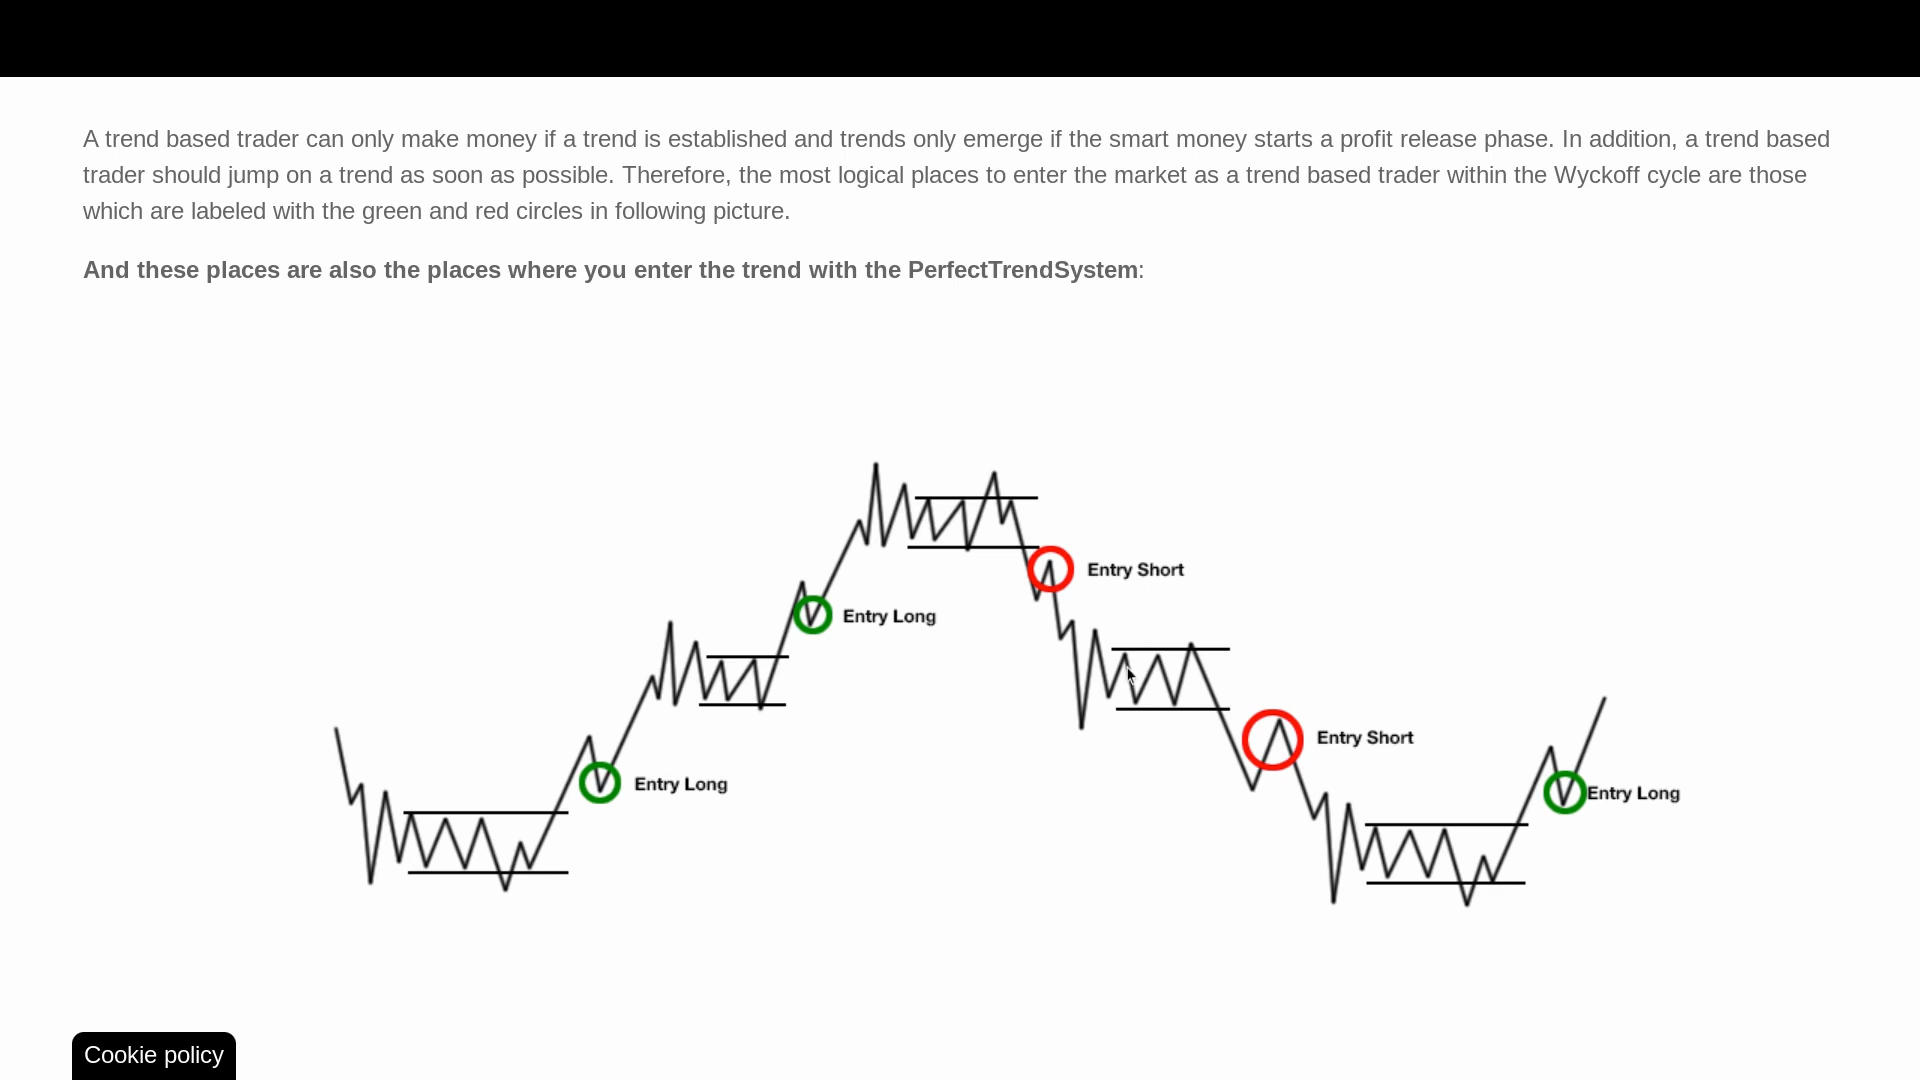 A trend based trader can only make money if a trend is established and trends only emerge if the smart money starts a profit release phase. In addition, a trend based
trader should jump on a trend as soon as possible. Therefore, the most logical places to enter the market as a trend based trader within the Wyckoff cycle are those
which are labeled with the green and red circles in following picture.
And these places are also the places where you enter the trend with the PerfectTrendSystem:
Entry Short
Entry Long
Entry Short
Entry Long
Entry Long
Cookie policy